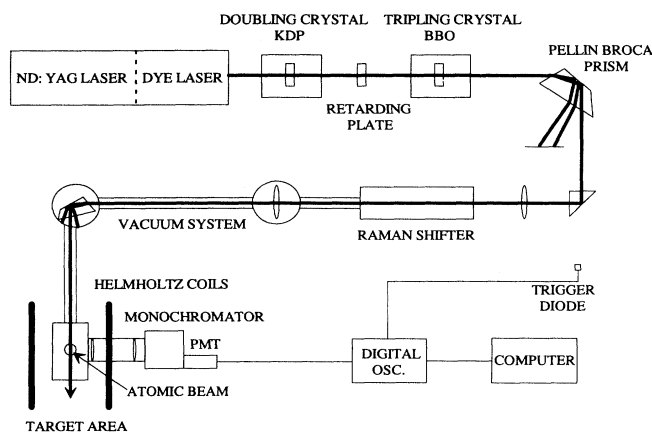 DOUBLING CRYSTAL
KDP
TRIPLING CRYSTAL
BBO
PELLIN BROCA
PRISM
ND: YAG LASER
DYE LASER
RETARDING
PLATE
VACUUM SYSTEM
RAMAN SHIFTER
HELMHOLTZ COILS
TRIGGER
DIODE
MONOCHROMATOR
PMT
DIGITAL
OSC.
COMPUTER
ATOMIC BEAM
TARGET AREA